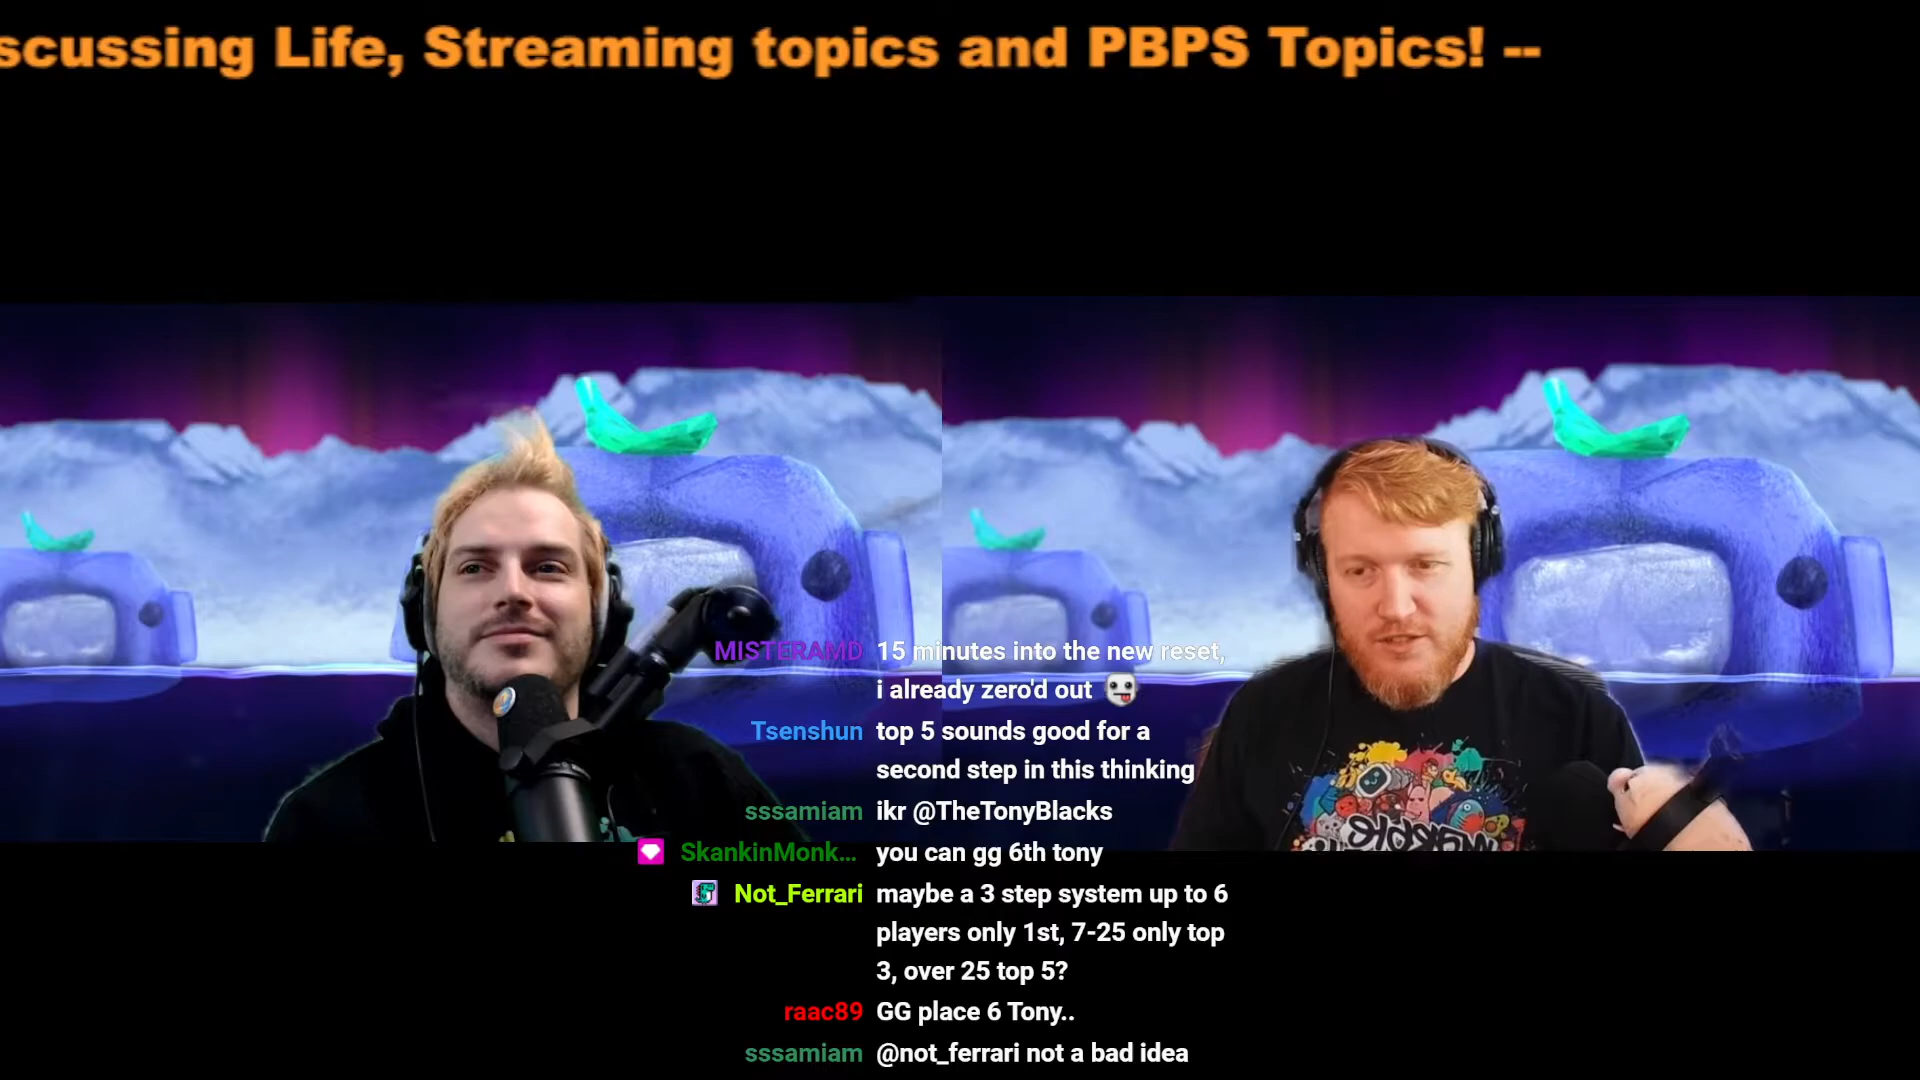 scussing Life, Streaming topics and PBPS Topics! --
MISTERAMD 15 minutes into the new reset,
i already zero'd out
Tsenshun top 5 sounds good for a
second step in this thinking
sssamiam ikr @TheTonyBlacks
SkankinMonk... you can gg 6th tony
Not_Ferrari maybe a 3 step system up to 6
players only 1st, 7-25 only top
3, over 25 top 5?
raac89 GG place 6 Tony..
sssamiam @not_ferrari not a bad idea